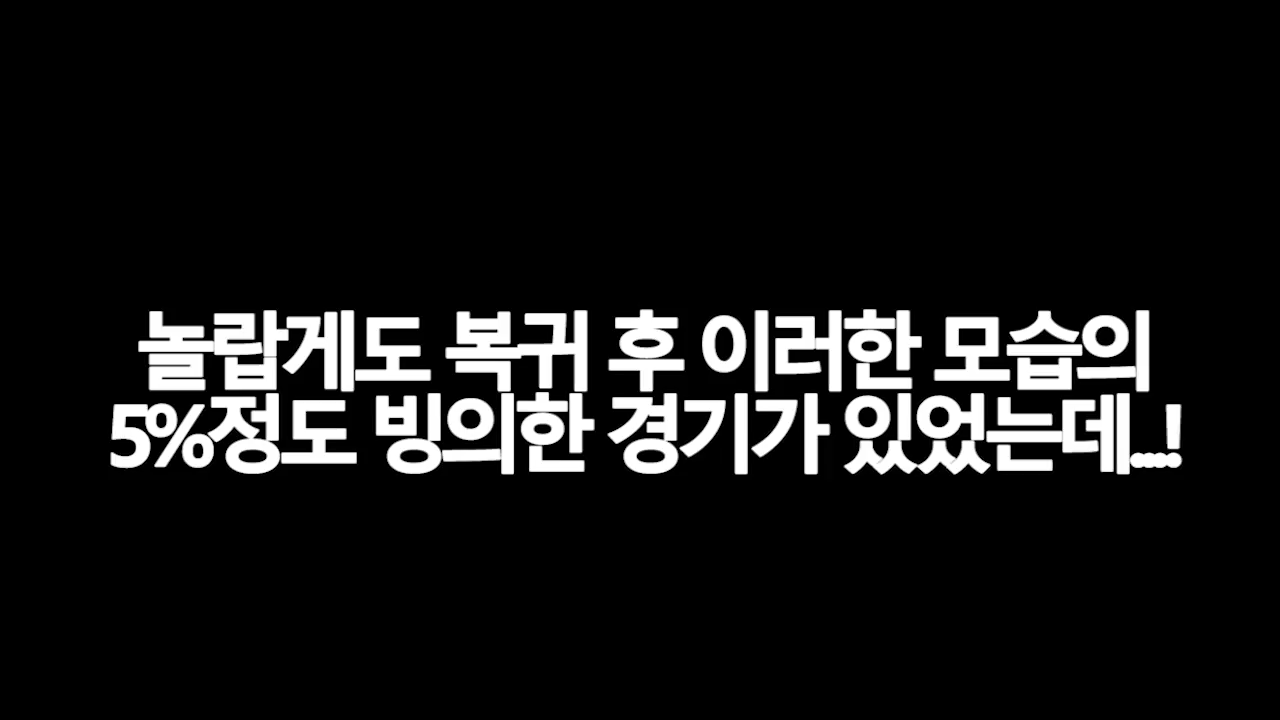 놀랍게도 복귀 후 이러한 모습의
5%정도 빙의한 경기가 있었는데....!